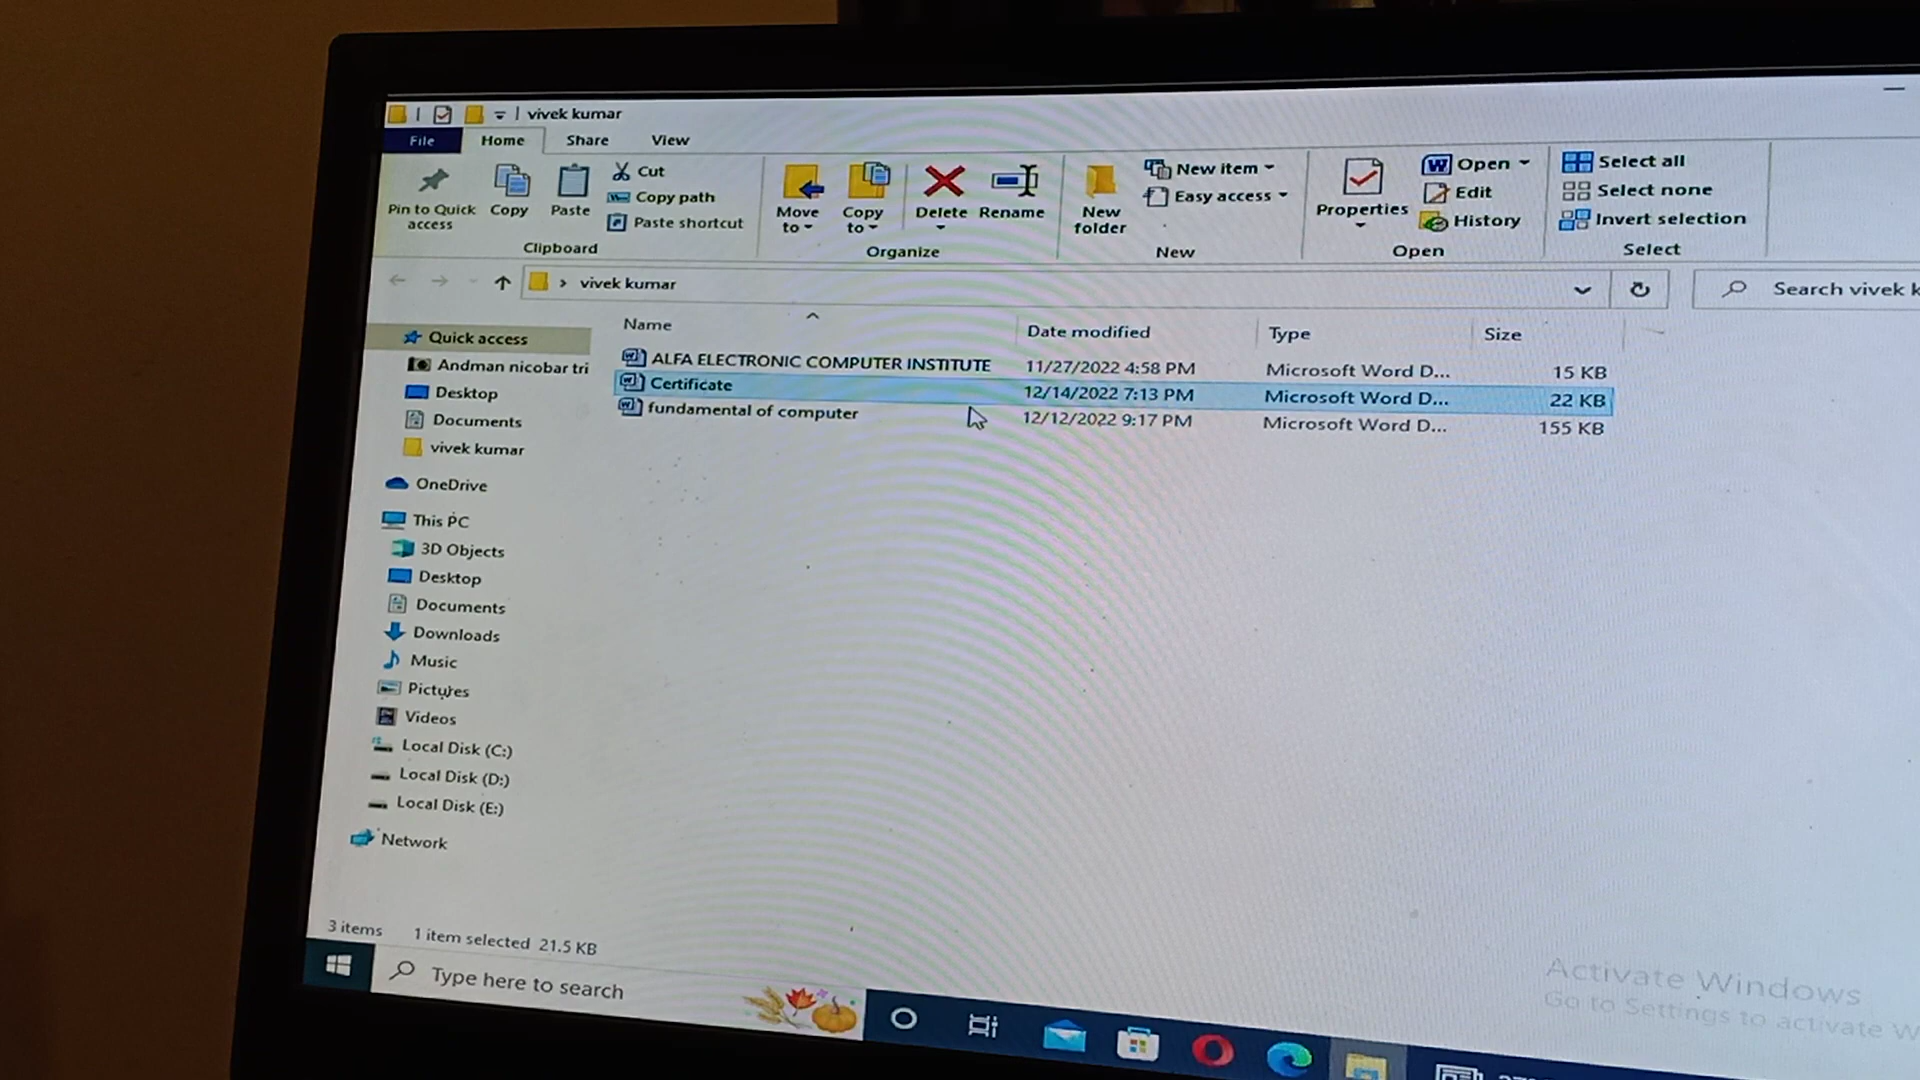 vivek kumar
File Home Share View
Pin to Quick access
Copy
Paste
Cut
Copy path
Paste shortcut
Clipboard
Move to
Copy to
Delete
Rename
Organize
New folder
New item
Easy access
New
Properties
Open
Edit
History
Open
Select all
Select none
Invert selection
Select
vivek kumar
Search vivek k
Name Date modified Type Size
ALFA ELECTRONIC COMPUTER INSTITUTE 11/27/2022 4:58 PM Microsoft Word D... 15 KB
Certificate 12/14/2022 7:13 PM Microsoft Word D... 22 KB
fundamental of computer 12/12/2022 9:17 PM Microsoft Word D... 155 KB
Quick access
Andman nicobar tri
Desktop
Documents
vivek kumar
OneDrive
This PC
3D Objects
Desktop
Documents
Downloads
Music
Pictures
Videos
Local Disk (C:)
Local Disk (D:)
Local Disk (E:)
Network
3 items 1 item selected 21.5 KB
Activate Windows
Go to Settings to activate W
Type here to search